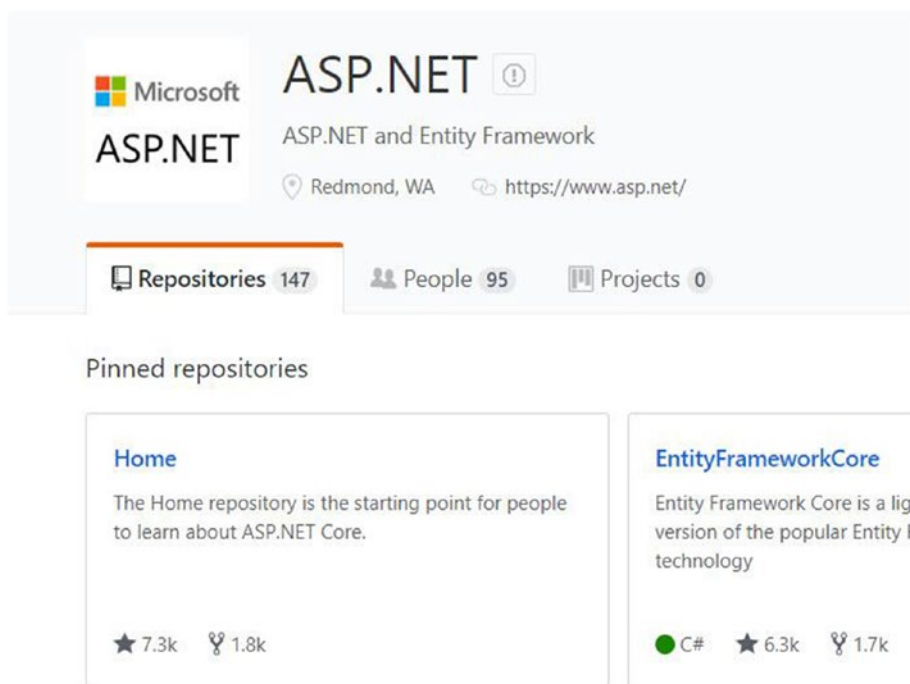 Microsoft
ASP.NET
ASP.NET
ASP.NET and Entity Framework
Redmond, WA https://www.asp.net/
Repositories 147 People 95 Projects 0
Pinned repositories
Home
The Home repository is the starting point for people
to learn about ASP.NET Core.
7.3k 1.8k
EntityFrameworkCore
Entity Framework Core is a lig
version of the popular Entity
technology
C# 6.3k 1.7k